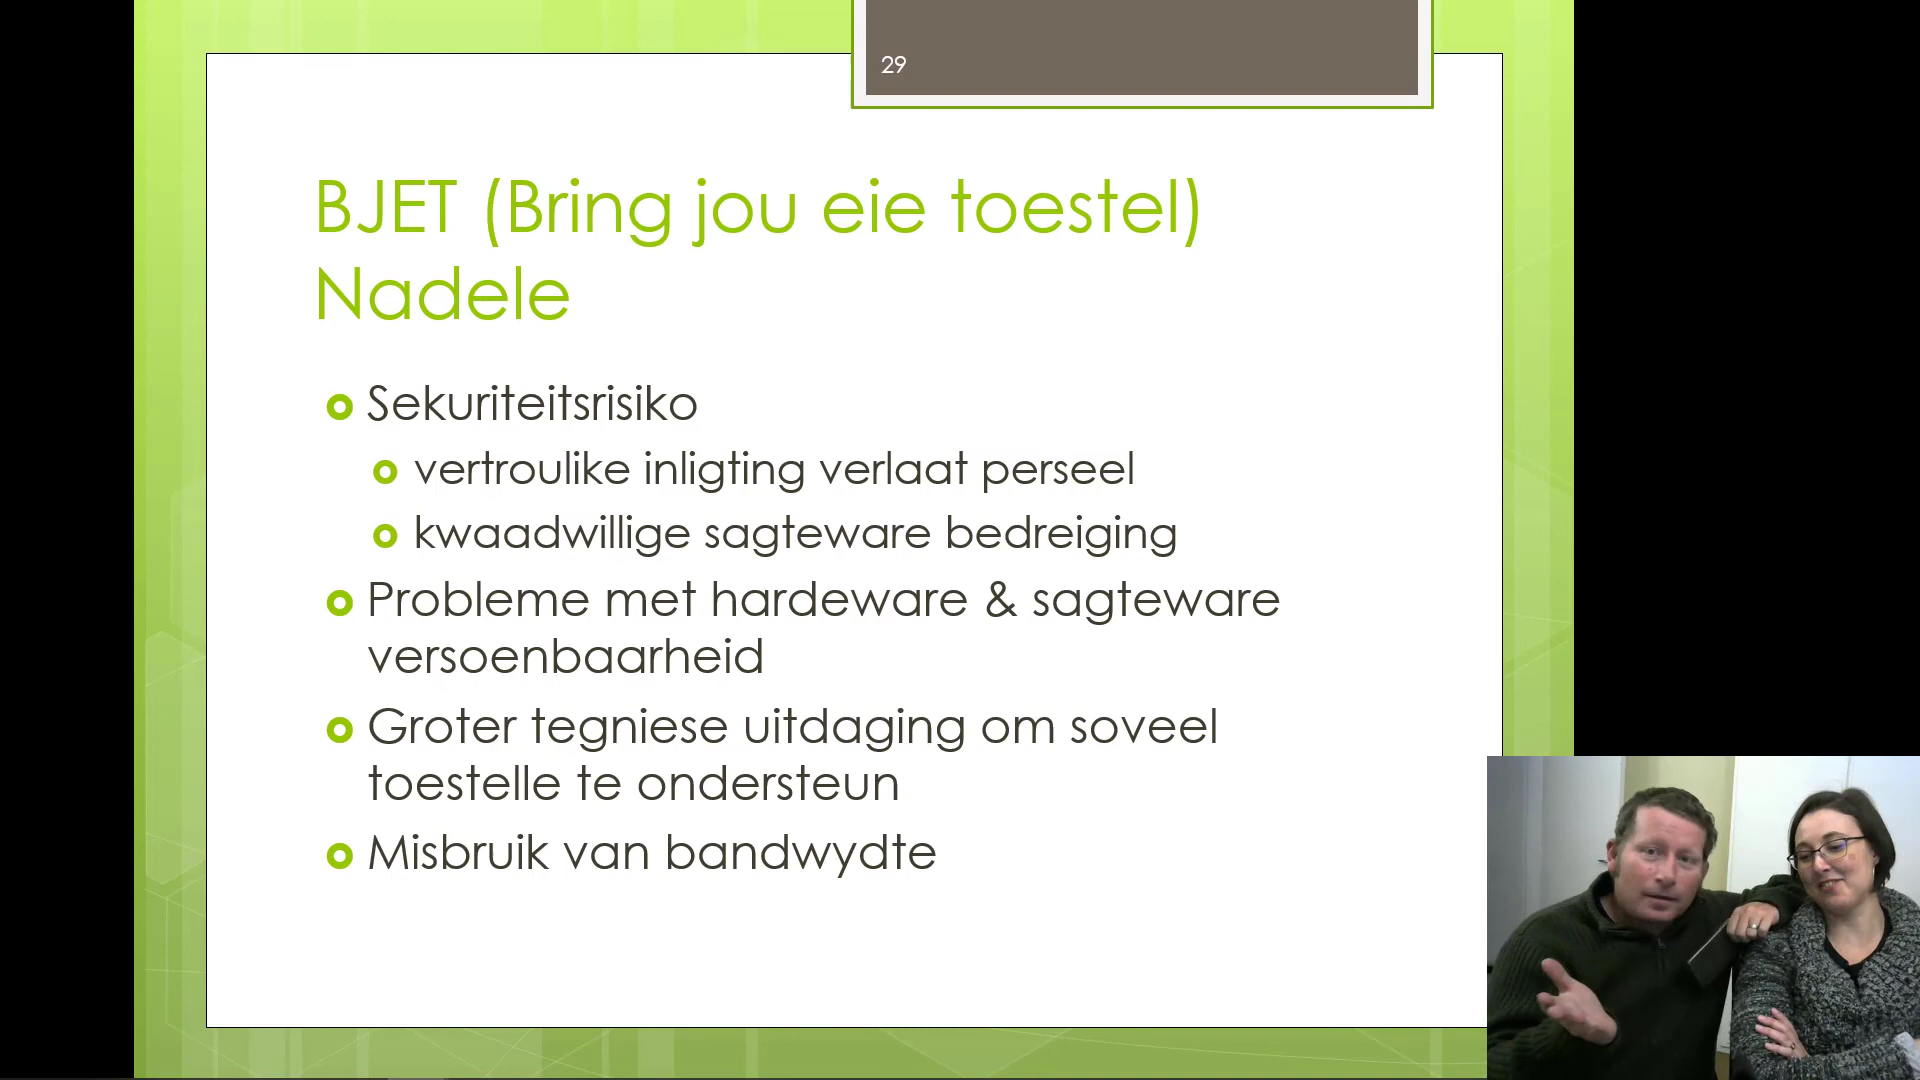 29
BJET (Bring jou eie toestel)
Nadele
Sekuriteitsrisiko
vertroulike inligting verlaat perseel
kwaadwillige sagteware bedreiging
Probleme met hardeware & sagteware
versoenbaarheid
Groter tegniese uitdaging om soveel
toestelle te ondersteun
Misbruik van bandwydte